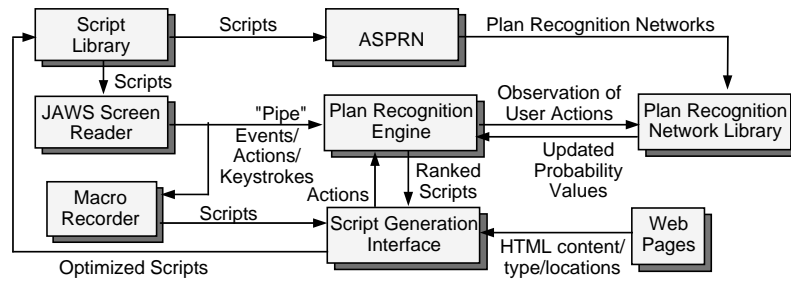 Script
Library
Scripts
ASPRN
Plan Recognition Networks
Scripts
JAWS Screen
Reader
"Pipe"
Events/
Actions/
Keystrokes
Plan Recognition
Engine
Observation of
User Actions
Plan Recognition
Network Library
Updated
Probability
Values
Actions
Ranked
Scripts
Macro
Recorder
Scripts
Script Generation
Interface
HTML content/
type/locations
Web
Pages
Optimized Scripts